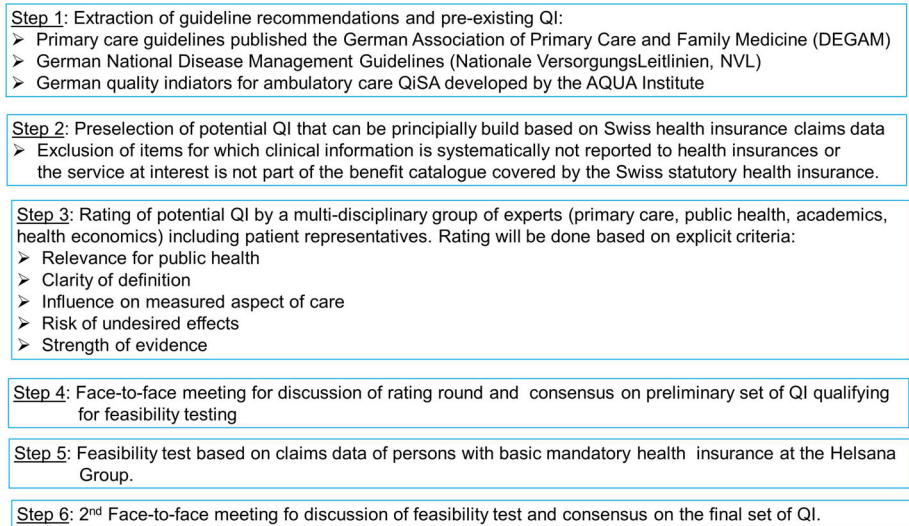 Step 1: Extraction of guideline recommendations and pre-existing QI:
➢ Primary care guidelines published the German Association of Primary Care and Family Medicine (DEGAM)
➢ German National Disease Management Guidelines (Nationale VersorgungsLeitlinien, NVL)
➢ German quality indiators for ambulatory care QiSA developed by the AQUA Institute
Step 2: Preselection of potential QI that can be principially build based on Swiss health insurance claims data
➢ Exclusion of items for which clinical information is systematically not reported to health insurances or
the service at interest is not part of the benefit catalogue covered by the Swiss statutory health insurance.
Step 3: Rating of potential QI by a multi-disciplinary group of experts (primary care, public health, academics,
health economics) including patient representatives. Rating will be done based on explicit criteria:
➢ Relevance for public health
➢ Clarity of definition
➢ Influence on measured aspect of care
➢ Risk of undesired effects
➢ Strength of evidence
Step 4: Face-to-face meeting for discussion of rating round and consensus on preliminary set of QI qualifying
for feasibility testing
Step 5: Feasibility test based on claims data of persons with basic mandatory health insurance at the Helsana
Group.
Step 6: 2nd Face-to-face meeting fo discussion of feasibility test and consensus on the final set of QI.